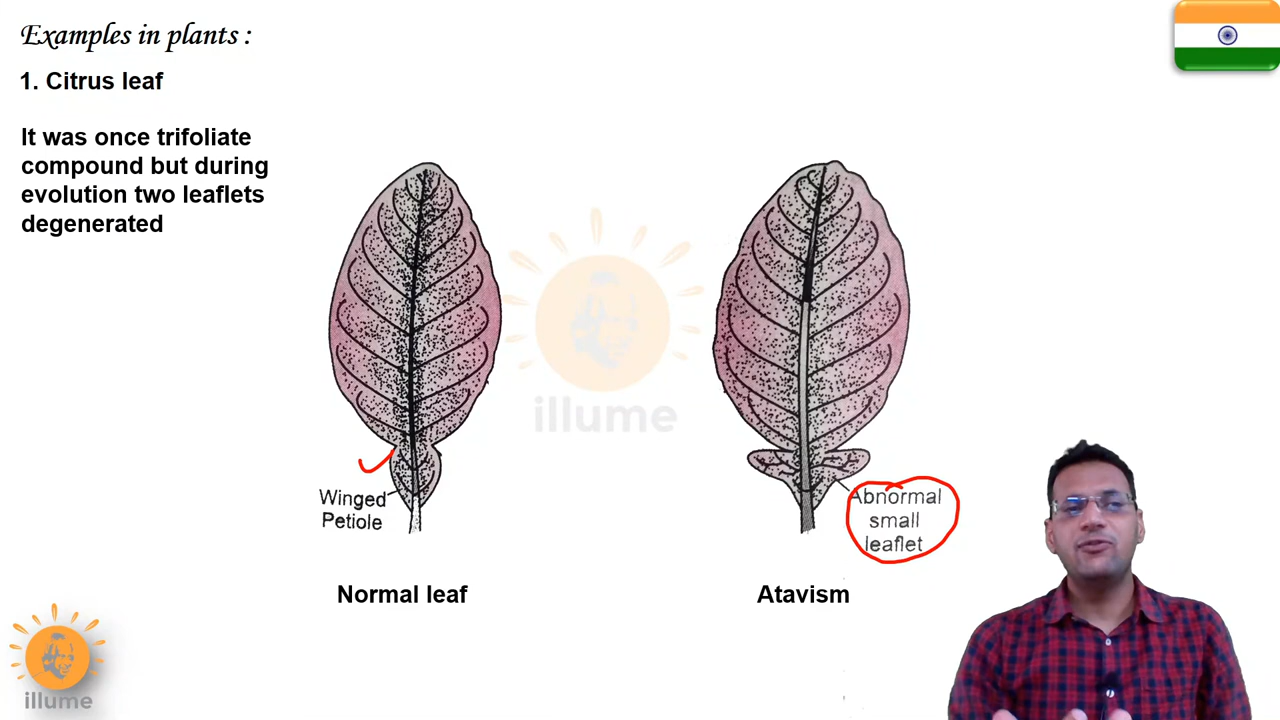 Examples in plants :
1. Citrus leaf
It was once trifoliate
compound but during
evolution two leaflets
degenerated
illume
Winged
Petiole
Abnormal
small
leaflet
Normal leaf
Atavism
illume